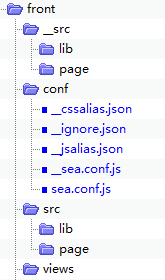 front
__src
lib
page
conf
__cssalias.json
__ignore.json
__jsalias.json
__sea.conf.js
sea.conf.js
src
lib
page
views